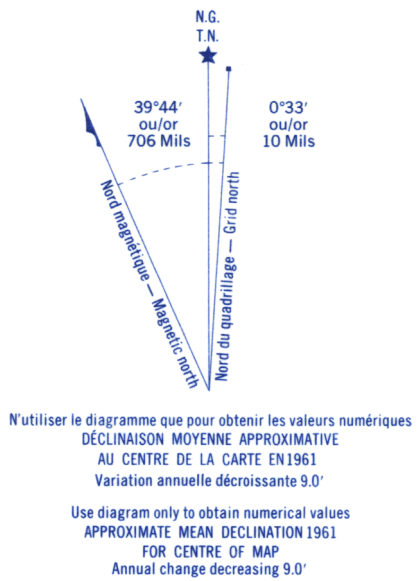 N.G.
T.N.
39°44′
ou/or
706 Mils
0°33′
ou/or
10 Mils
Nord magnétique — Magnetic north
Nord du quadrillage — Grid north
N'utiliser le diagramme que pour obtenir les valeurs numériques
DÉCLINAISON MOYENNE APPROXIMATIVE
AU CENTRE DE LA CARTE EN 1961
Variation annuelle décroissante 9.0′
Use diagram only to obtain numerical values
APPROXIMATE MEAN DECLINATION 1961
FOR CENTRE OF MAP
Annual change decreasing 9.0′